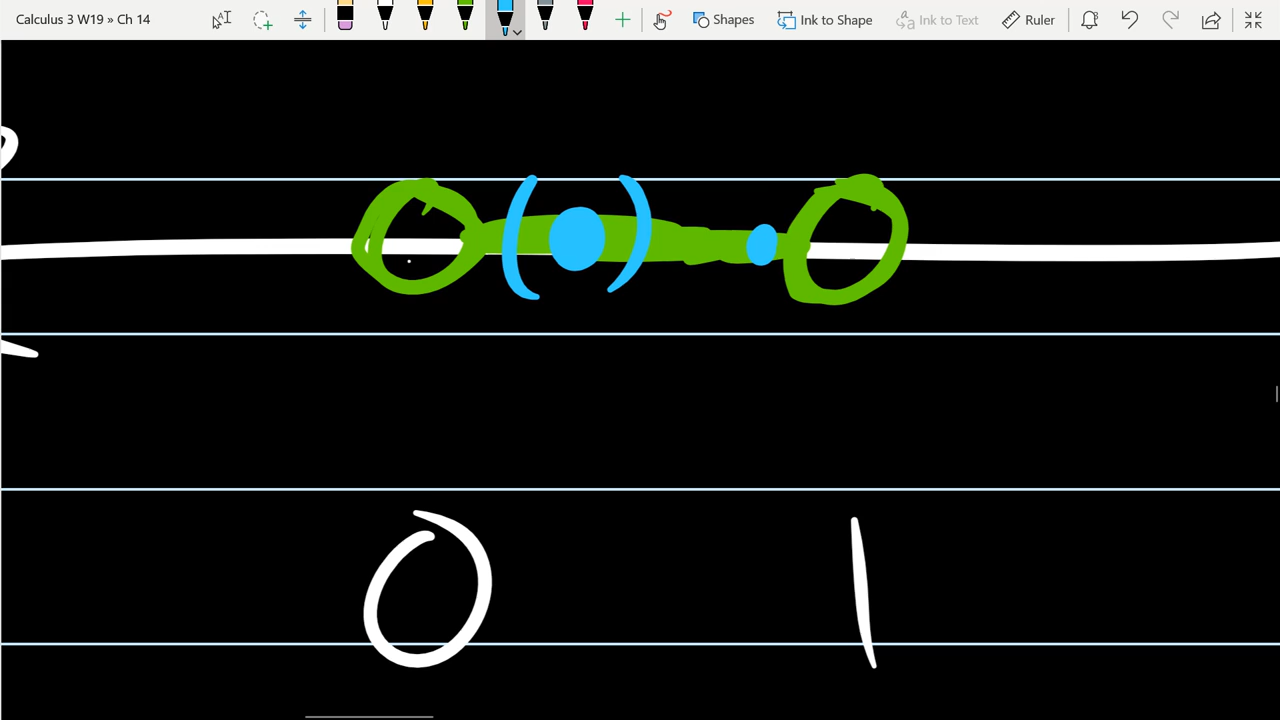 Calculus 3 W19 » Ch 14
Shapes
Ink to Shape
Ink to Text
Ruler
( )
0 1